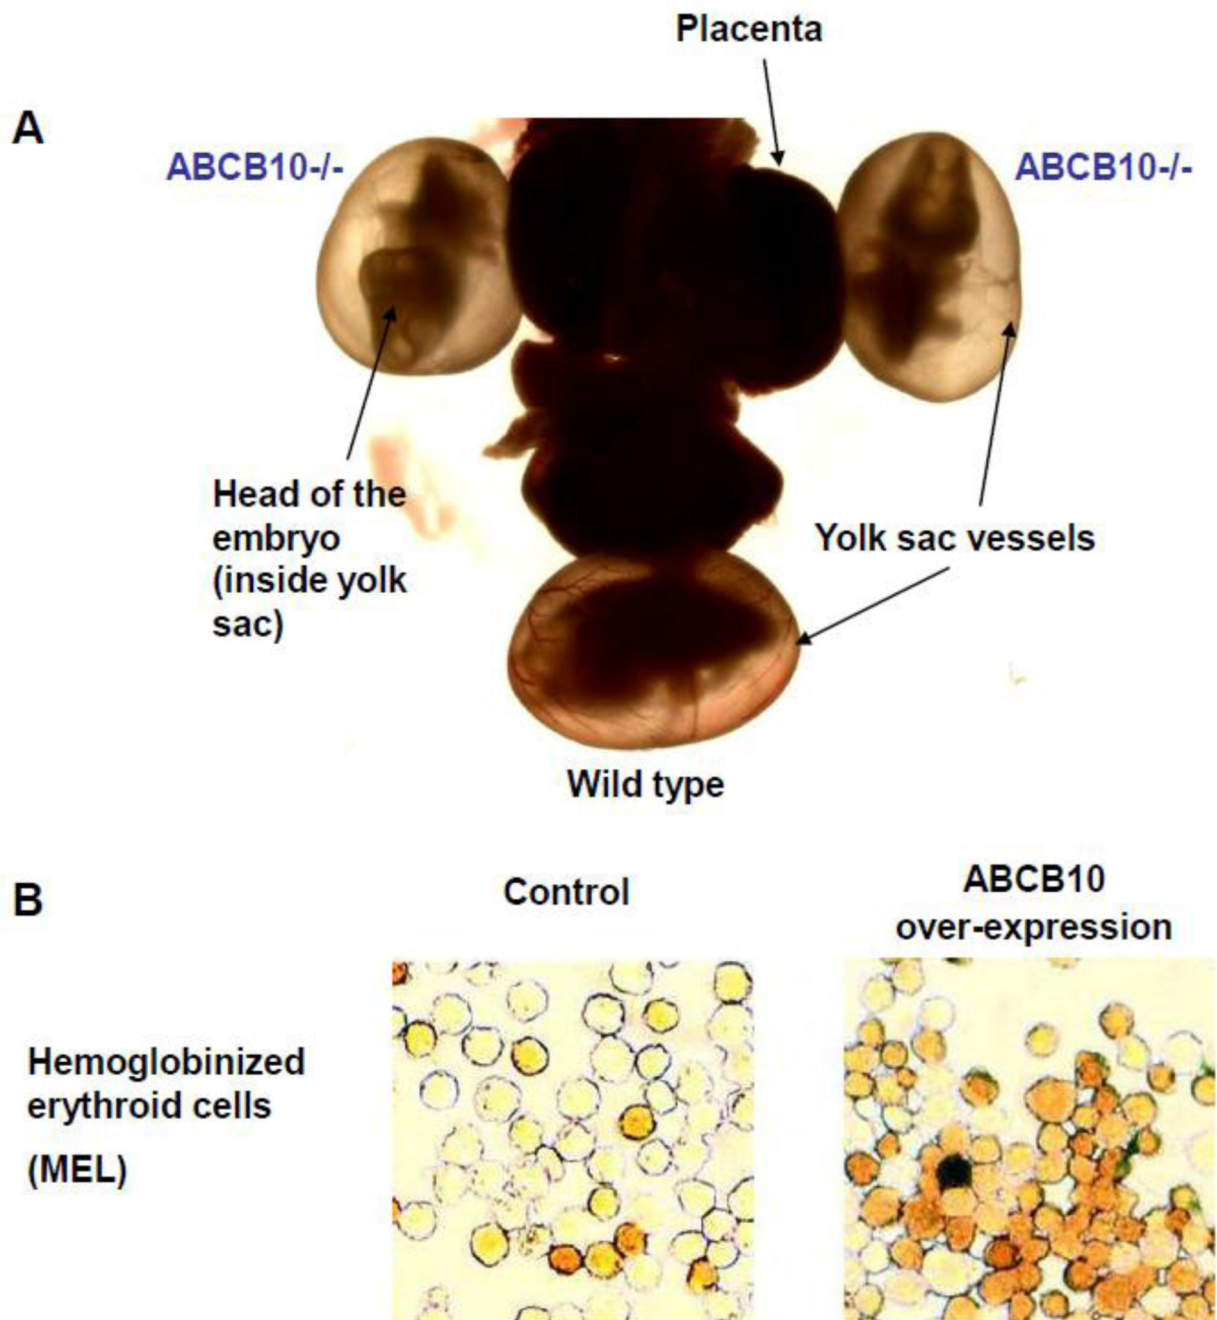 Placenta
A
ABCB10-/-
ABCB10-/-
Head of the
embryo
(inside yolk
sac)
Yolk sac vessels
Wild type
B
Control
ABCB10
over-expression
Hemoglobinized
erythroid cells
(MEL)